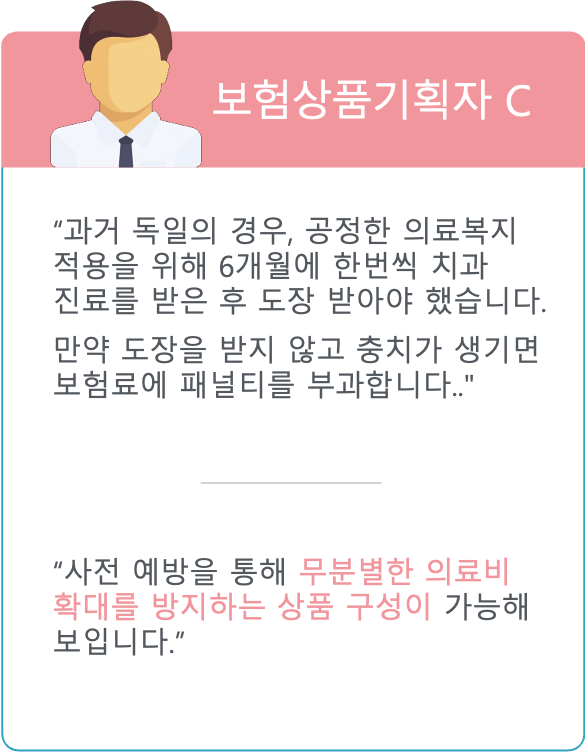 보험상품기획자 C
“과거 독일의 경우, 공정한 의료복지
적용을 위해 6개월에 한번씩 치과
진료를 받은 후 도장 받아야 했습니다.
만약 도장을 받지 않고 충치가 생기면
보험료에 패널티를 부과합니다.."
“사전 예방을 통해 무분별한 의료비
확대를 방지하는 상품 구성이 가능해
보입니다.”